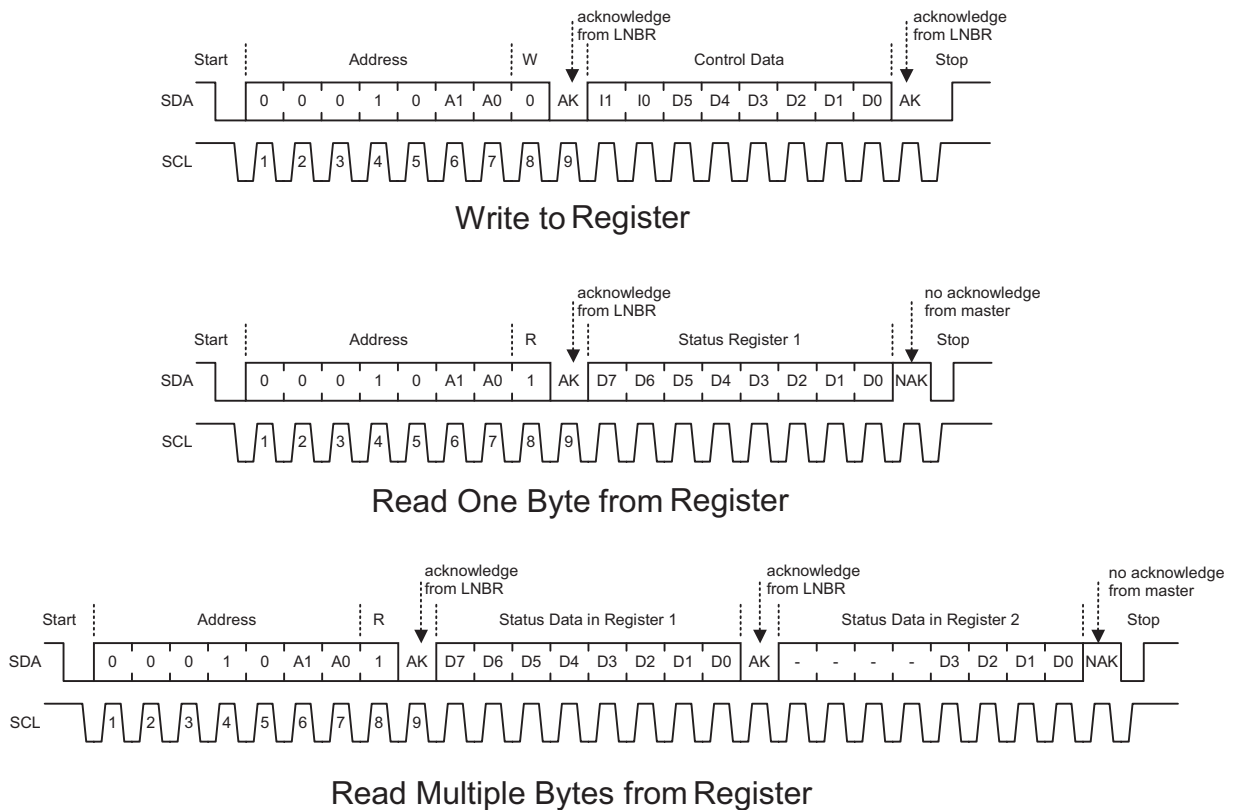 acknowledge
from LNBR
acknowledge
from LNBR
Start Address W Control Data Stop
SDA 0 0 0 1 0 A1 A0 0 AK I1 I0 D5 D4 D3 D2 D1 D0 AK
SCL 1 2 3 4 5 6 7 8 9
Write to Register
acknowledge
from LNBR
no acknowledge
from master
Start Address R Status Register 1 Stop
SDA 0 0 0 1 0 A1 A0 1 AK D7 D6 D5 D4 D3 D2 D1 D0 NAK
SCL 1 2 3 4 5 6 7 8 9
Read One Byte from Register
acknowledge
from LNBR
acknowledge
from LNBR
no acknowledge
from master
Start Address R Status Data in Register 1 Status Data in Register 2 Stop
SDA 0 0 0 1 0 A1 A0 1 AK D7 D6 D5 D4 D3 D2 D1 D0 AK - - - - D3 D2 D1 D0 NAK
SCL 1 2 3 4 5 6 7 8 9
Read Multiple Bytes from Register